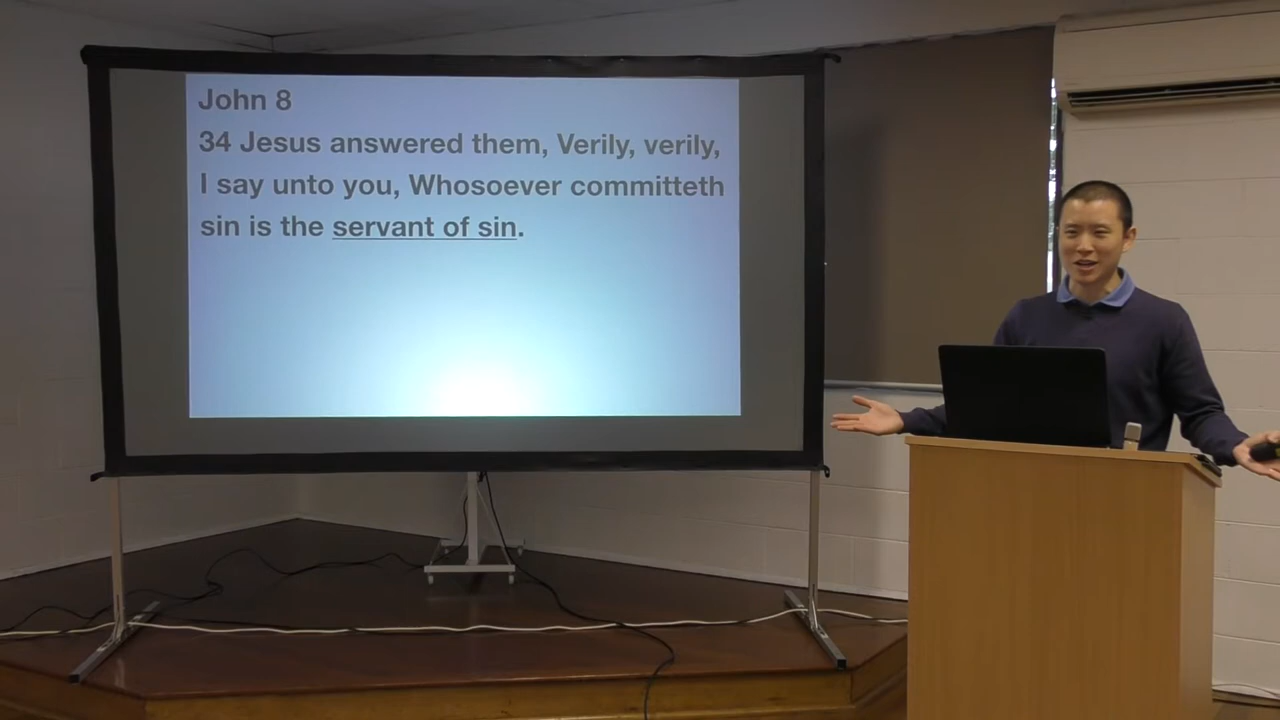 John 8
34 Jesus answered them, Verily, verily,
I say unto you, Whosoever committeth
sin is the servant of sin.